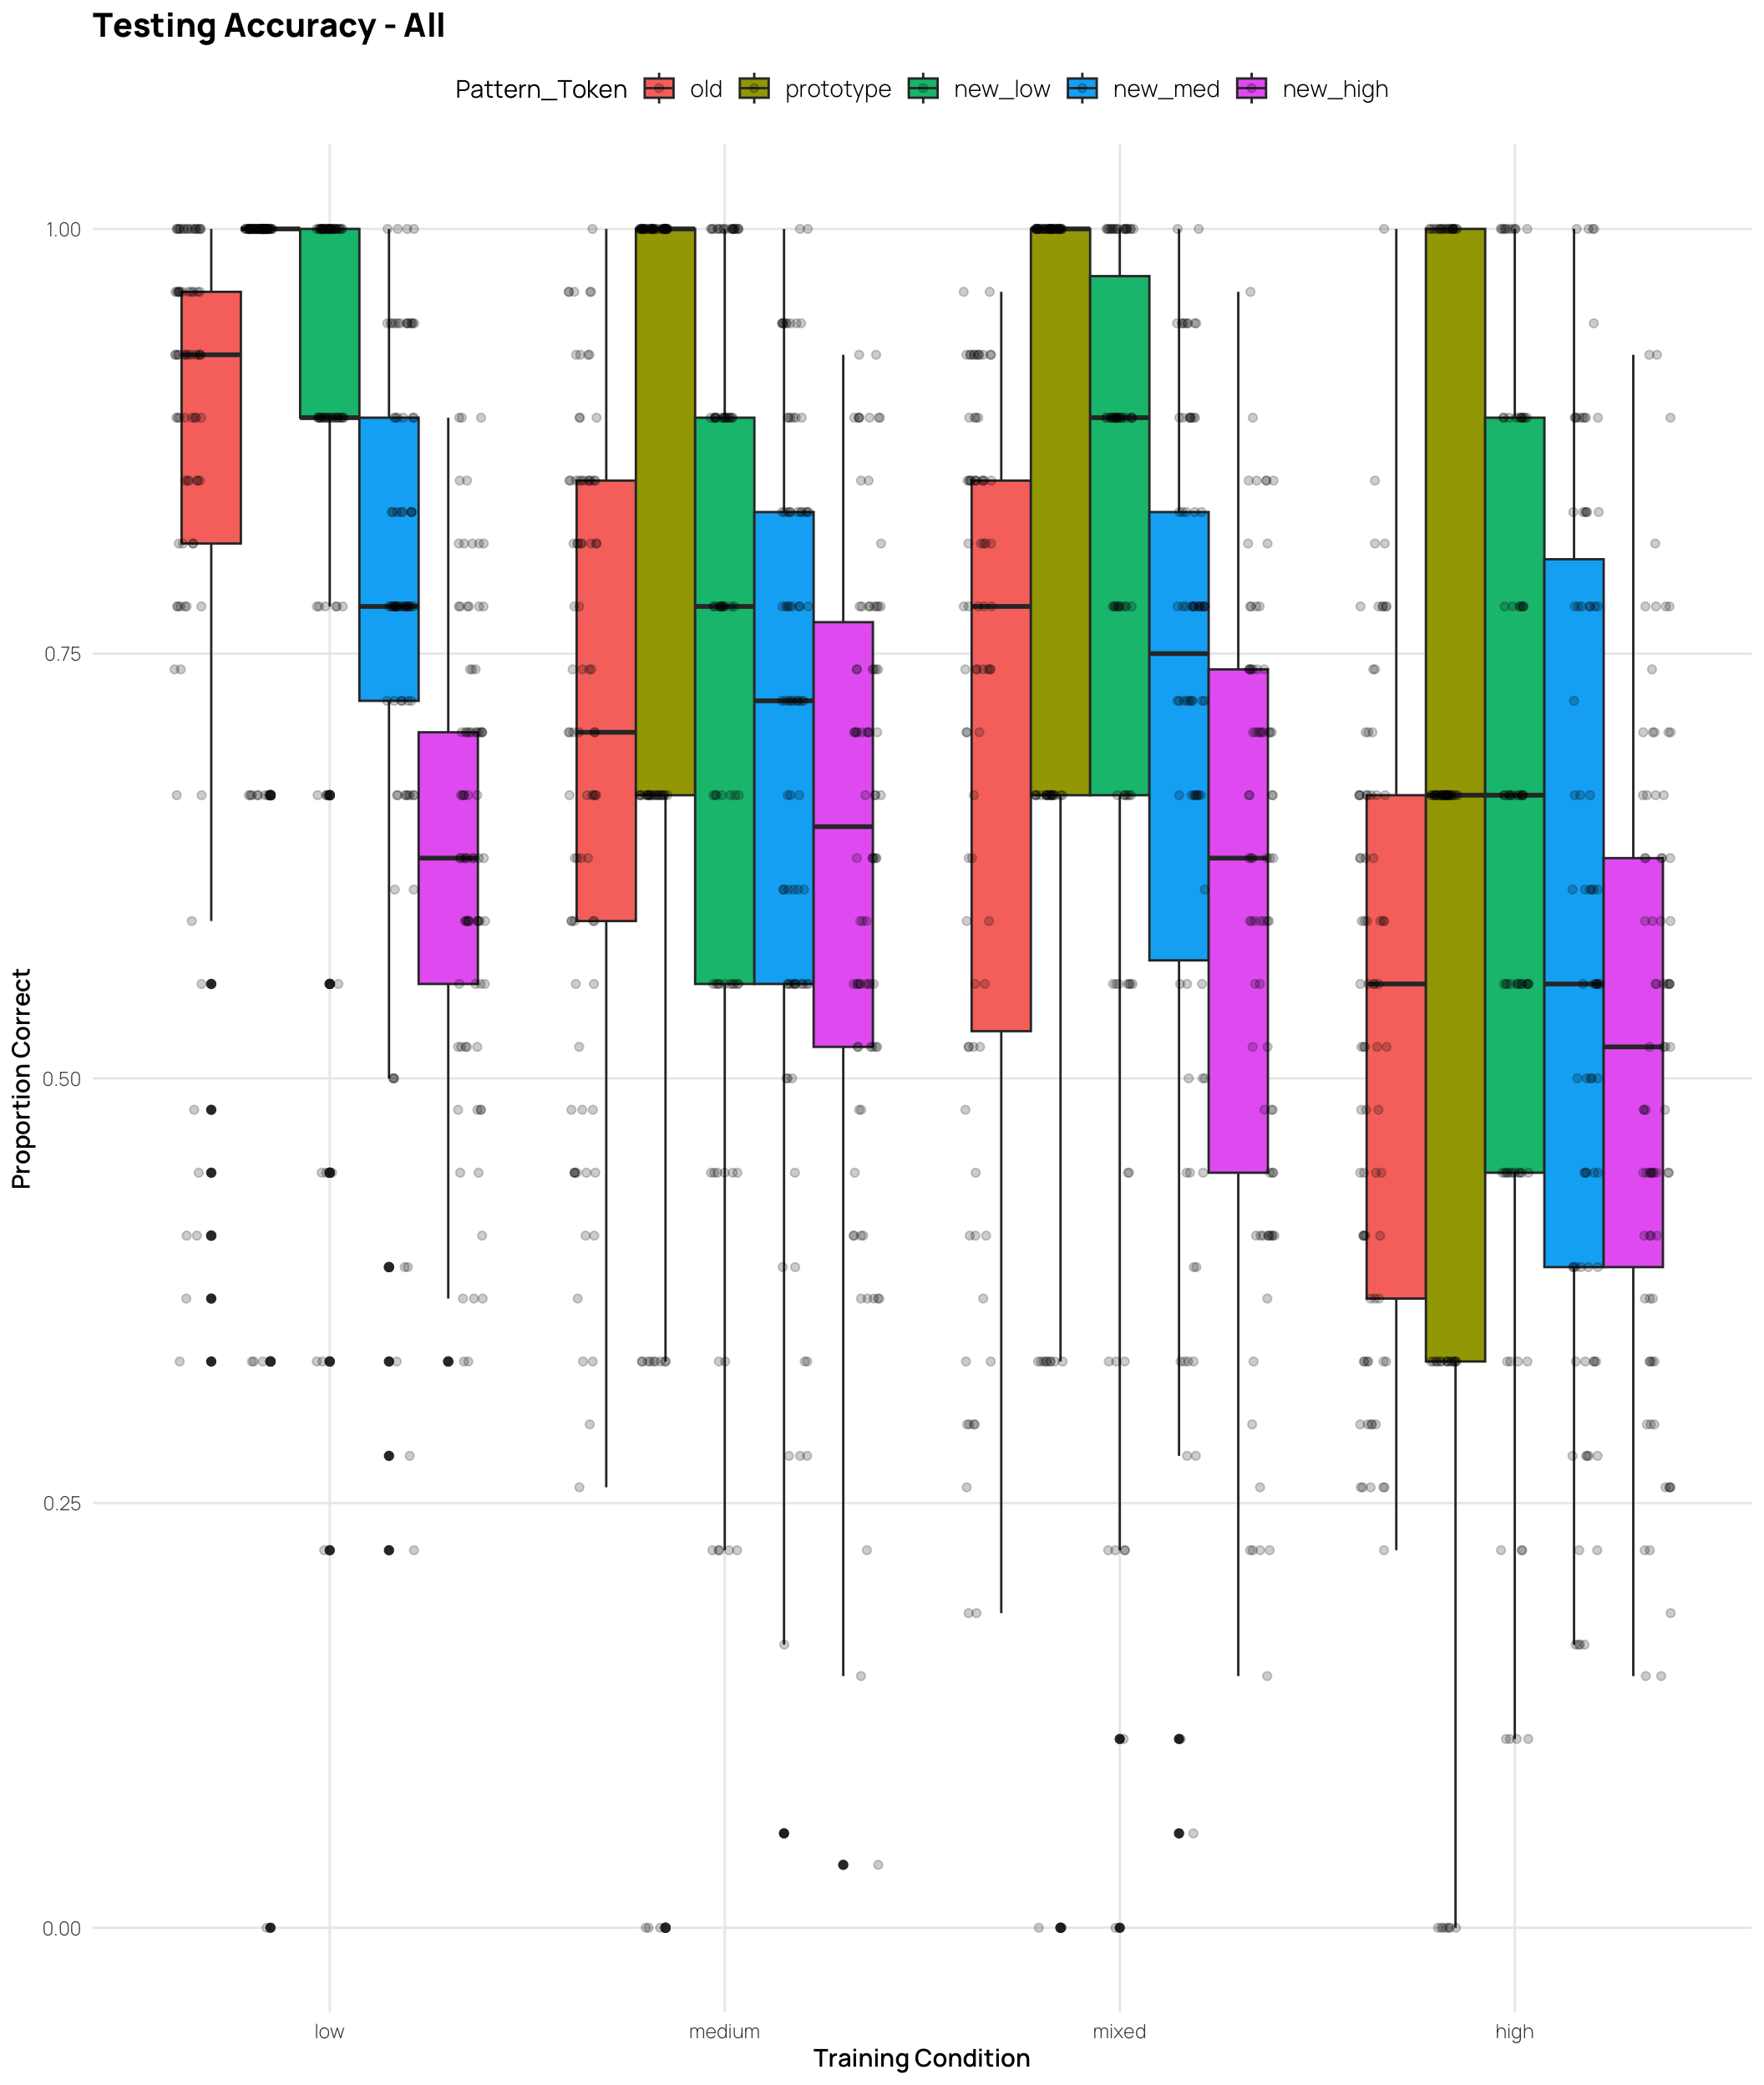 Testing Accuracy - All
Pattern_Token old prototype new_low new_med new_high
1.00
0.75
0.50
0.25
0.00
Proportion Correct
low medium mixed high
Training Condition